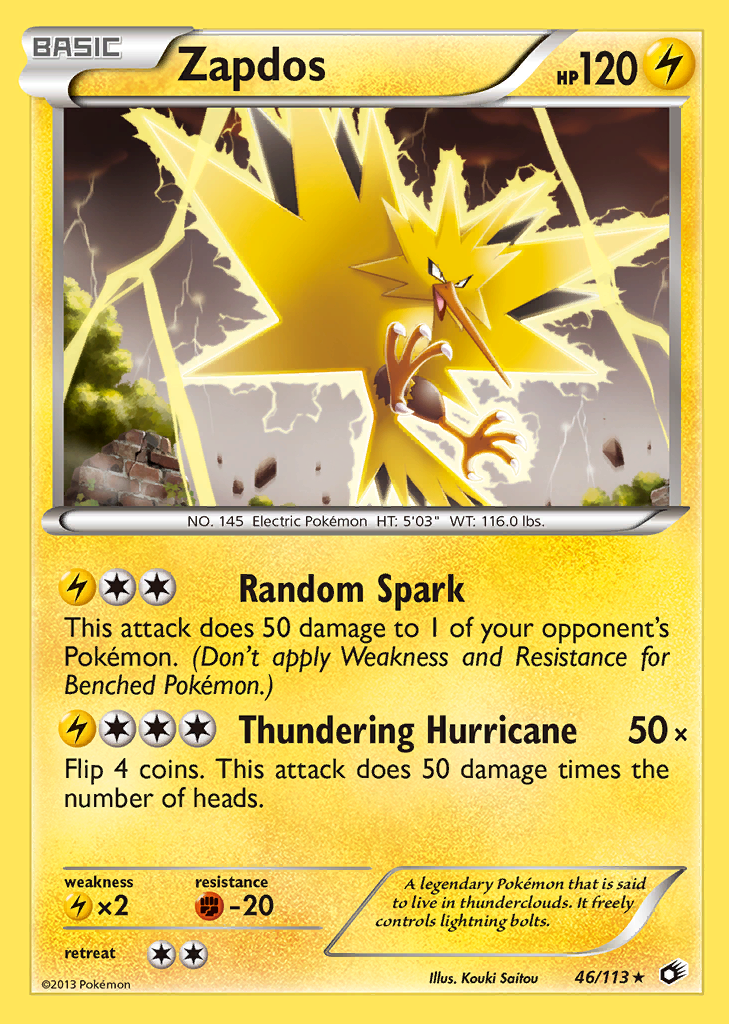 BASIC Zapdos HP120
NO. 145 Electric Pokémon HT: 5'03" WT: 116.0 lbs.
Random Spark
This attack does 50 damage to 1 of your opponent's
Pokémon. (Don't apply Weakness and Resistance for
Benched Pokémon.)
Thundering Hurricane 50×
Flip 4 coins. This attack does 50 damage times the
number of heads.
weakness resistance
×2 -20
retreat
A legendary Pokémon that is said
to live in thunderclouds. It freely
controls lightning bolts.
©2013 Pokémon Illus. Kouki Saitou 46/113 ★